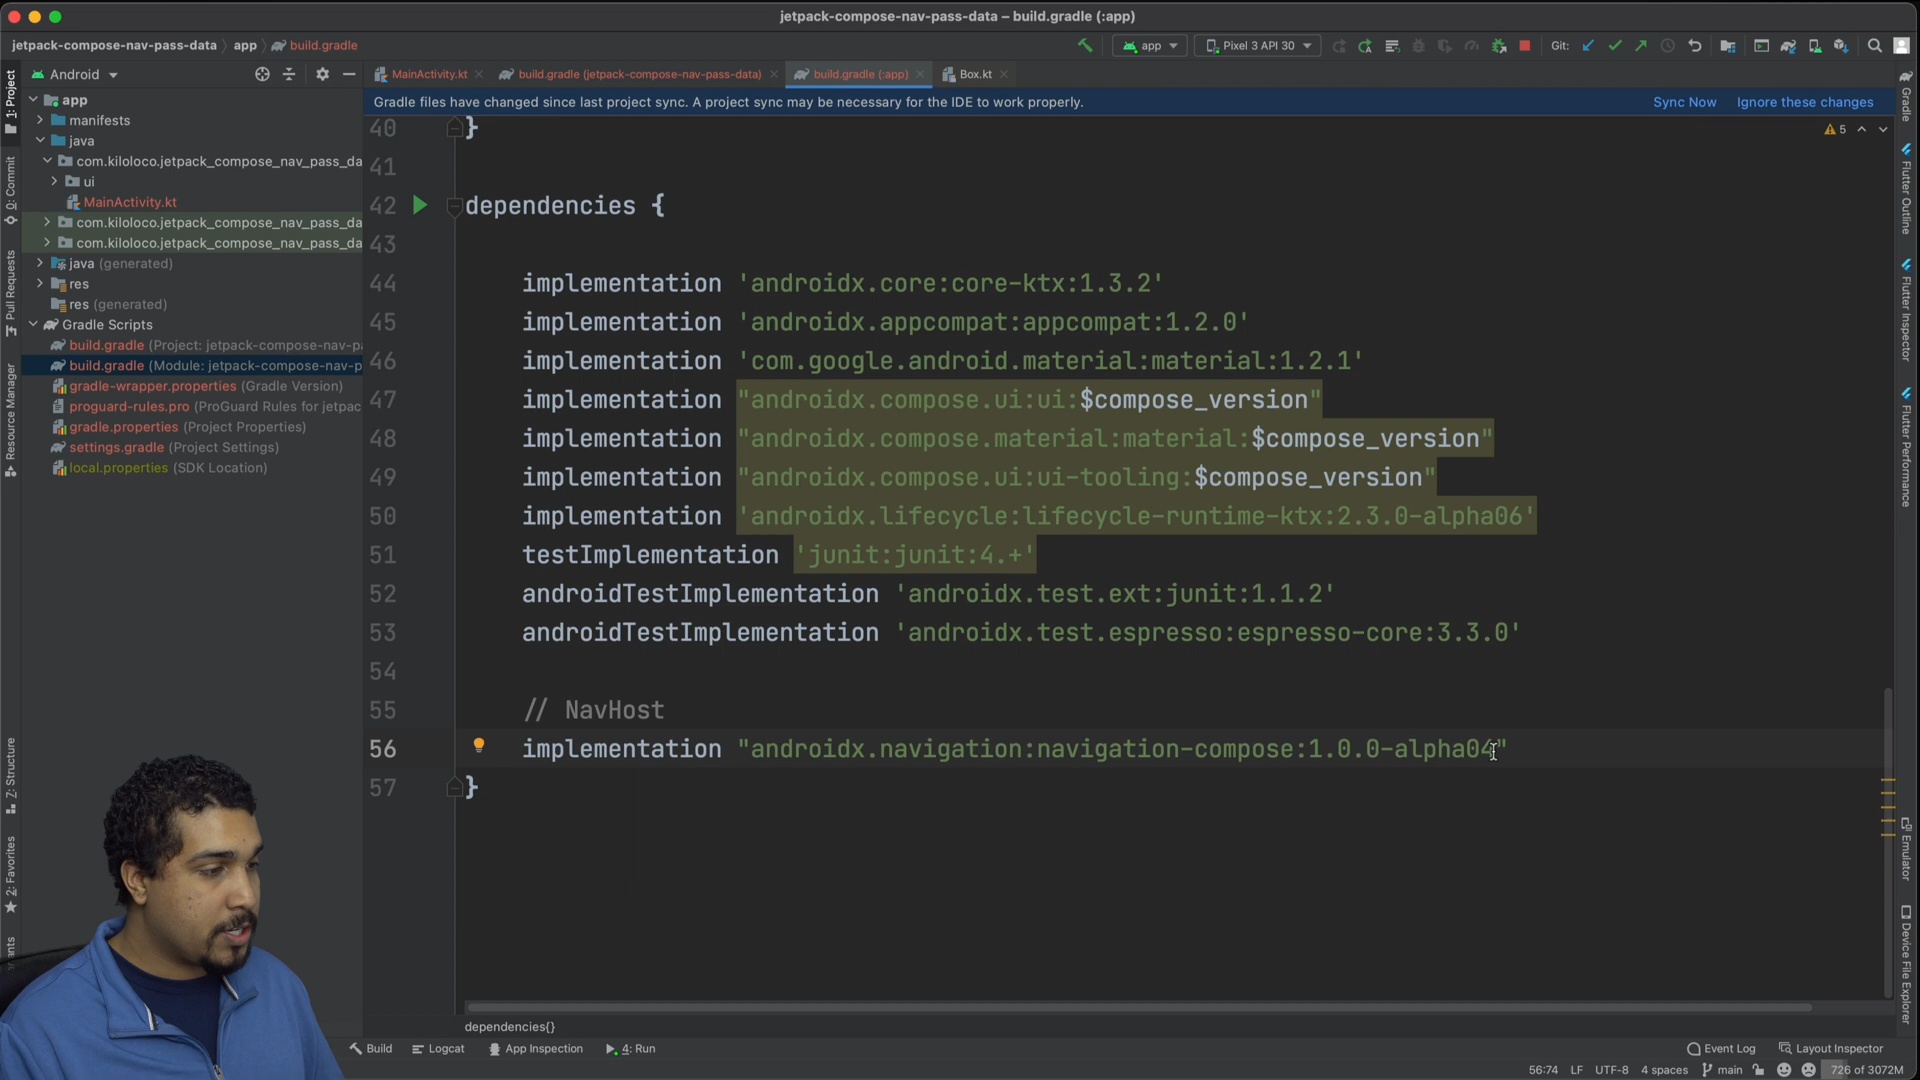 jetpack-compose-nav-pass-data – build.gradle (:app)
jetpack-compose-nav-pass-data app build.gradle
app Pixel 3 API 30 Git:
Android
MainActivity.kt build.gradle (jetpack-compose-nav-pass-data) build.gradle (:app) Box.kt
Gradle files have changed since last project sync. A project sync may be necessary for the IDE to work properly. Sync Now Ignore these changes
1: Project
0: Commit
Pull Requests
Resource Manager
Z: Structure
2: Favorites
app
manifests
java
com.kiloloco.jetpack_compose_nav_pass_da
ui
MainActivity.kt
com.kiloloco.jetpack_compose_nav_pass_da
com.kiloloco.jetpack_compose_nav_pass_da
java (generated)
res
res (generated)
Gradle Scripts
build.gradle (Project: jetpack-compose-nav-p
build.gradle (Module: jetpack-compose-nav-p
gradle-wrapper.properties (Gradle Version)
proguard-rules.pro (ProGuard Rules for jetpac
gradle.properties (Project Properties)
settings.gradle (Project Settings)
local.properties (SDK Location)
5
40 }
41
42 dependencies {
43
44 implementation 'androidx.core:core-ktx:1.3.2'
45 implementation 'androidx.appcompat:appcompat:1.2.0'
46 implementation 'com.google.android.material:material:1.2.1'
47 implementation "androidx.compose.ui:ui:$compose_version"
48 implementation "androidx.compose.material:material:$compose_version"
49 implementation "androidx.compose.ui:ui-tooling:$compose_version"
50 implementation 'androidx.lifecycle:lifecycle-runtime-ktx:2.3.0-alpha06'
51 testImplementation 'junit:junit:4.+'
52 androidTestImplementation 'androidx.test.ext:junit:1.1.2'
53 androidTestImplementation 'androidx.test.espresso:espresso-core:3.3.0'
54
55 // NavHost
56 implementation "androidx.navigation:navigation-compose:1.0.0-alpha04"
57 }
Gradle
Flutter Outline
Flutter Inspector
Flutter Performance
Emulator
Device File Explorer
dependencies{}
Build Logcat App Inspection 4: Run Event Log Layout Inspector
56:74 LF UTF-8 4 spaces main 726 of 3072M